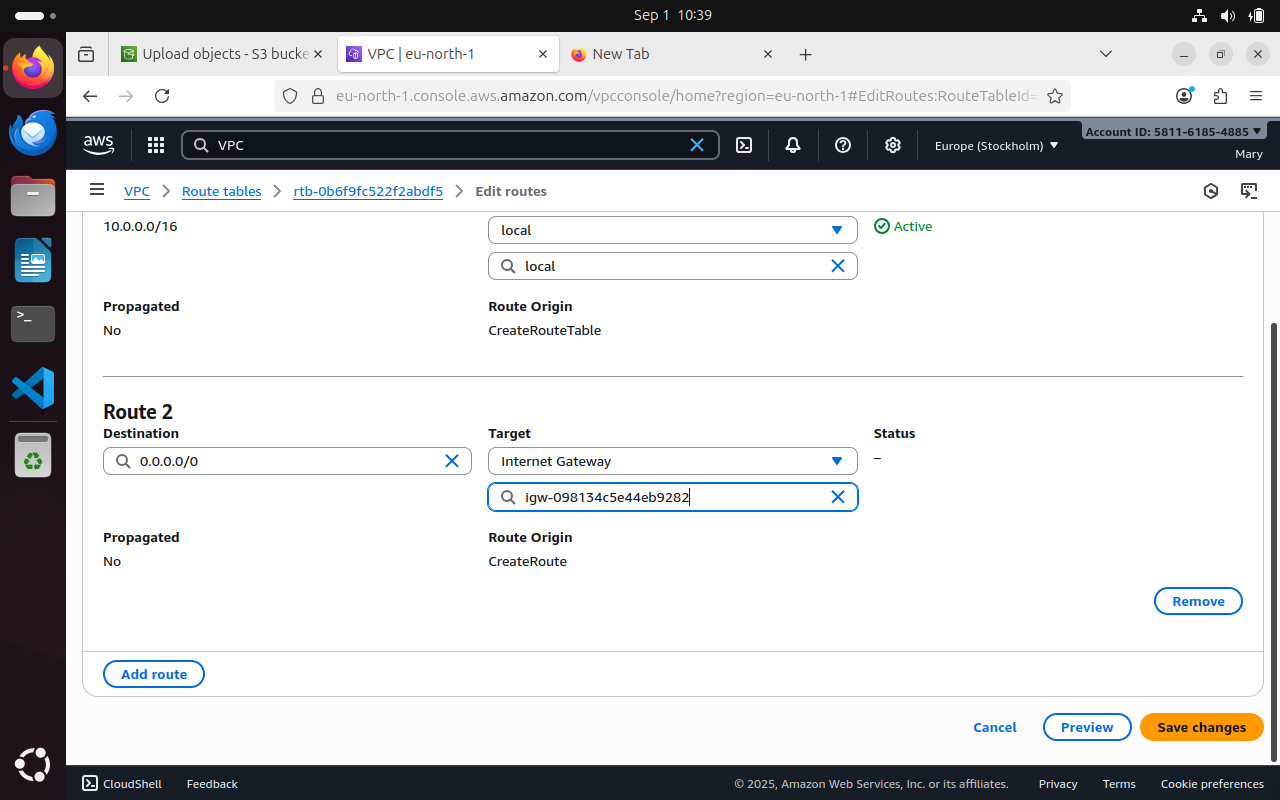 Sep 1 10:39
Upload objects - S3 bucke
VPC | eu-north-1
New Tab
eu-north-1.console.aws.amazon.com/vpcconsole/home?region=eu-north-1#EditRoutes:RouteTableId=
aws
VPC
Europe (Stockholm)
Account ID: 5811-6185-4885
Mary
VPC
Route tables
rtb-0b6f9fc522f2abdf5
Edit routes
10.0.0.0/16
local
Active
local
Propagated
Route Origin
No
CreateRouteTable
Route 2
Destination
Target
Status
0.0.0.0/0
Internet Gateway
–
igw-098134c5e44eb9282
Propagated
Route Origin
No
CreateRoute
Remove
Add route
Cancel
Preview
Save changes
CloudShell
Feedback
© 2025, Amazon Web Services, Inc. or its affiliates.
Privacy
Terms
Cookie preferences